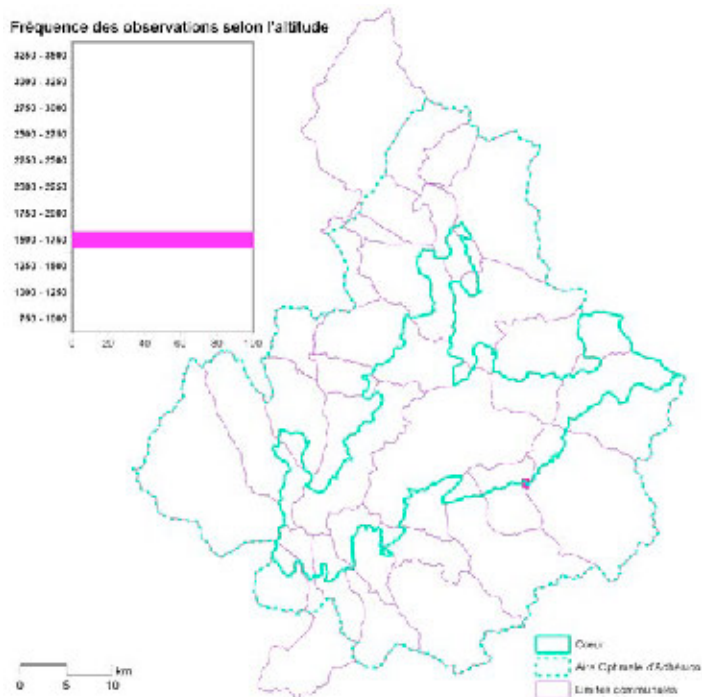 Fréquence des observations selon l'altitude
3250 - 3500
3000 - 3250
2750 - 3000
2500 - 2750
2250 - 2500
2000 - 2250
1750 - 2000
1500 - 1750
1250 - 1500
1000 - 1250
750 - 1000
0 20 40 60 80 100
0 5 10
km
Cœur
Aire Optimale d'Adhésion
Limites communales